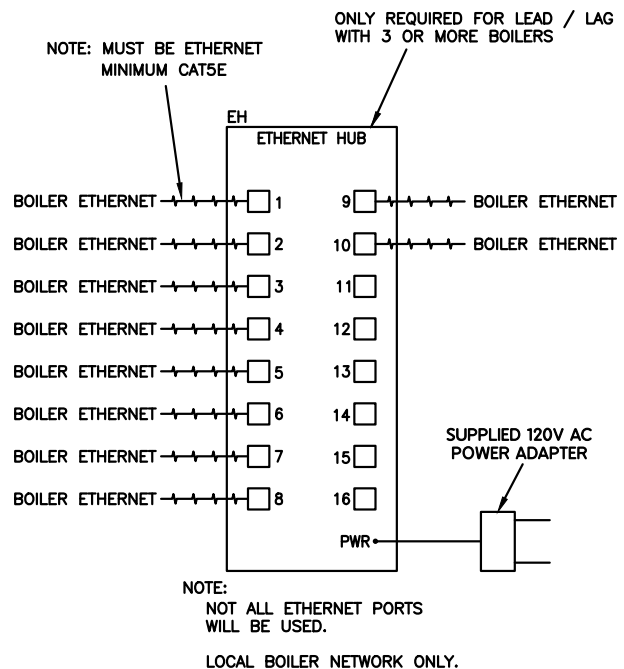 ONLY REQUIRED FOR LEAD / LAG
WITH 3 OR MORE BOILERS
NOTE: MUST BE ETHERNET
MINIMUM CAT5E
EH
ETHERNET HUB
BOILER ETHERNET 1 9 BOILER ETHERNET
BOILER ETHERNET 2 10 BOILER ETHERNET
BOILER ETHERNET 3 11
BOILER ETHERNET 4 12
BOILER ETHERNET 5 13
BOILER ETHERNET 6 14
BOILER ETHERNET 7 15
BOILER ETHERNET 8 16
SUPPLIED 120V AC
POWER ADAPTER
PWR
NOTE:
NOT ALL ETHERNET PORTS
WILL BE USED.
LOCAL BOILER NETWORK ONLY.